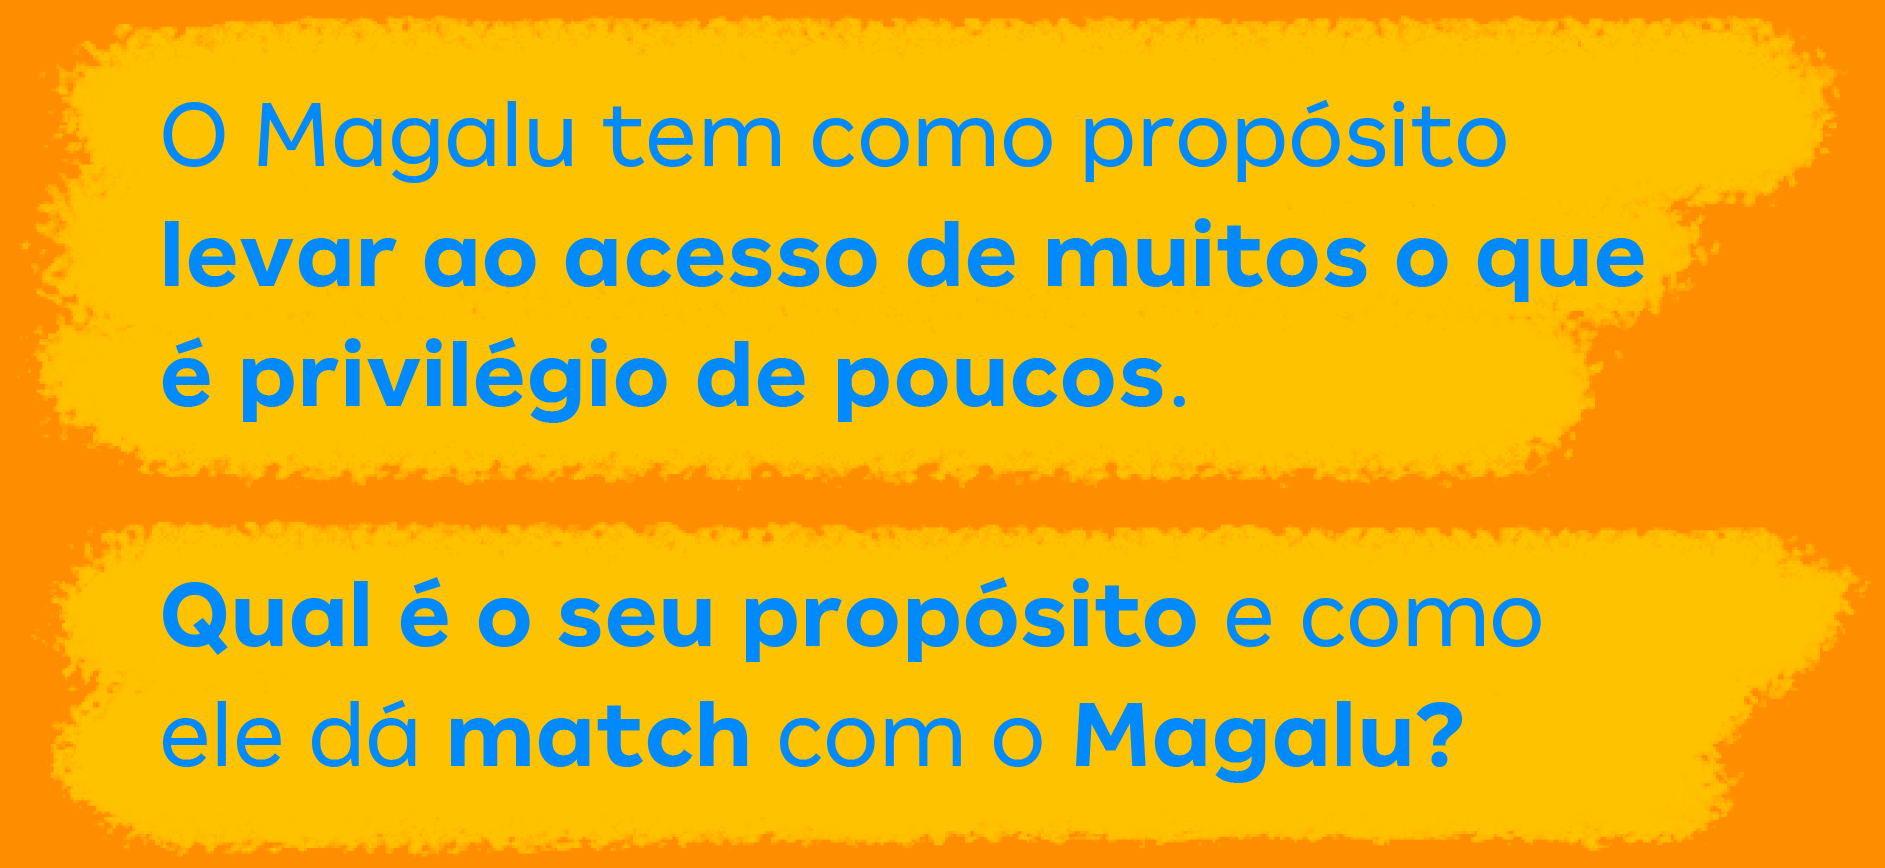 O Magalu tem como propósito
levar ao acesso de muitos o que
é privilégio de poucos.
Qual é o seu propósito e como
ele dá match com o Magalu?